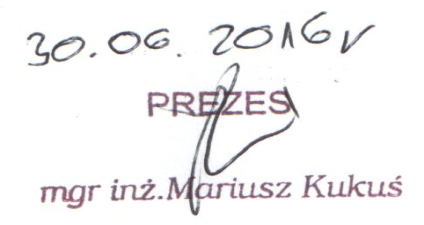 30.06.2016r
PREZES
mgr inż. Mariusz Kukuś